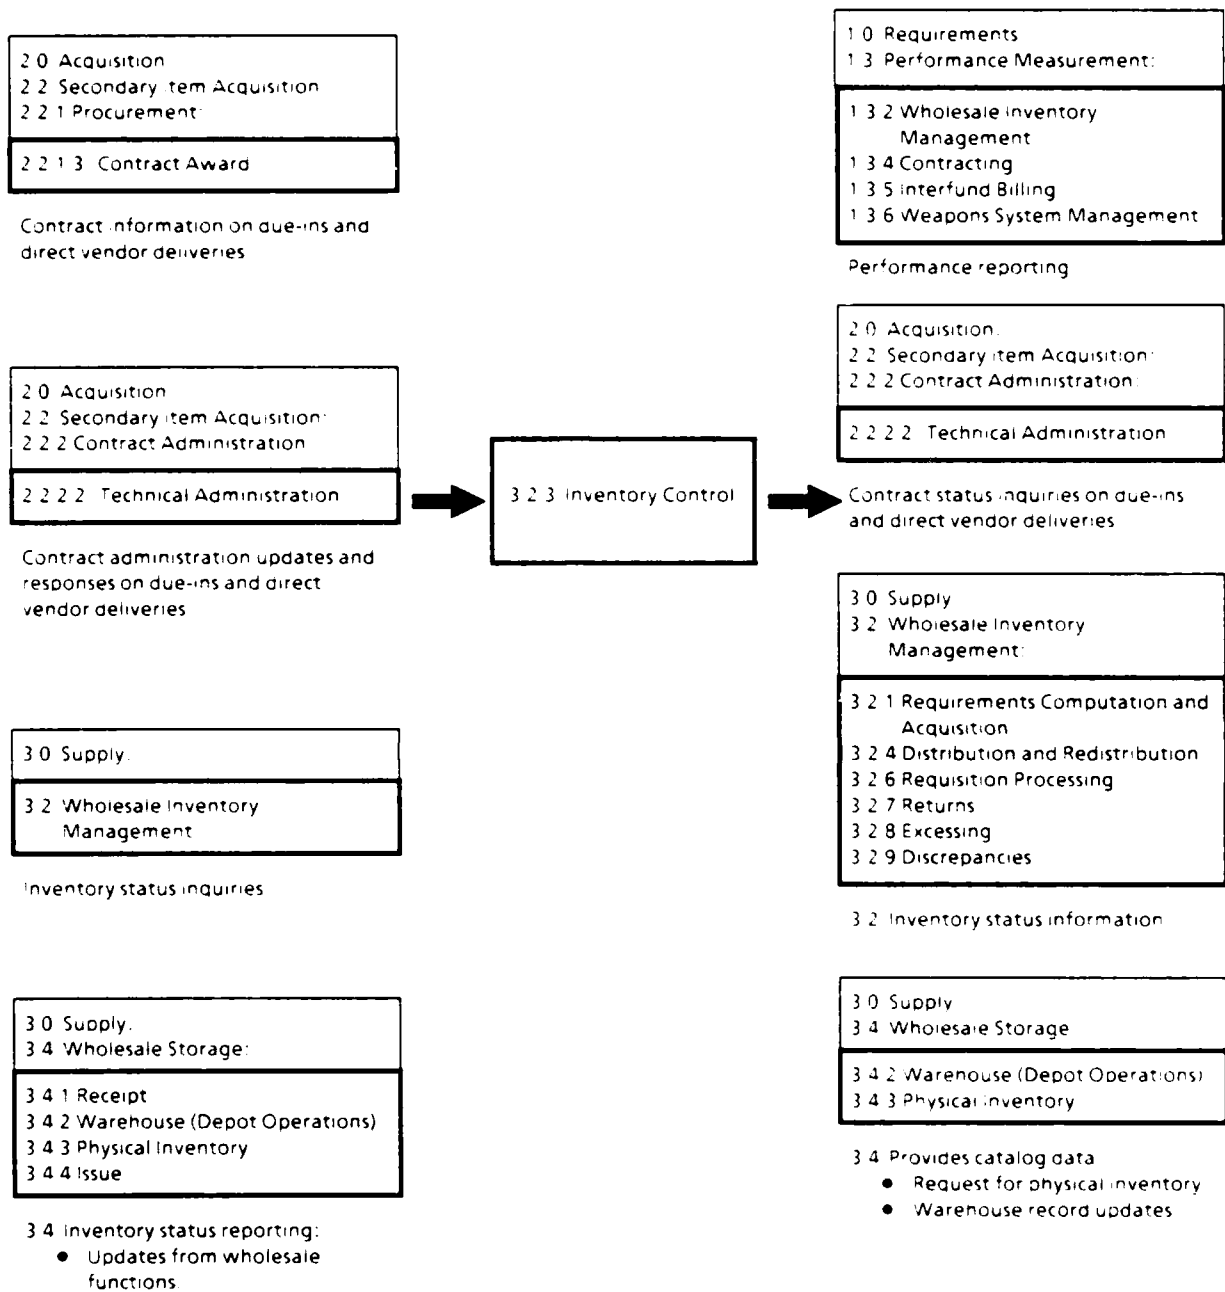 2 0 Acquisition
2 2 Secondary Item Acquisition
2 2 1 Procurement:
2 2 1 3 Contract Award
Contract information on due-ins and
direct vendor deliveries
2 0 Acquisition
2 2 Secondary Item Acquisition:
2 2 2 Contract Administration
2 2 2 2 Technical Administration
Contract administration updates and
responses on due-ins and direct
vendor deliveries
3 0 Supply.
3 2 Wholesale Inventory
Management
Inventory status inquiries
3 0 Supply.
3 4 Wholesale Storage:
3 4 1 Receipt
3 4 2 Warehouse (Depot Operations)
3 4 3 Physical Inventory
3 4 4 Issue
3 4 Inventory status reporting:
● Updates from wholesale
functions.
3 2 3 Inventory Control
1 0 Requirements
1 3 Performance Measurement:
1 3 2 Wholesale Inventory
Management
1 3 4 Contracting
1 3 5 Interfund Billing
1 3 6 Weapons System Management
Performance reporting
2 0 Acquisition.
2 2 Secondary Item Acquisition:
2 2 2 Contract Administration:
2 2 2 2 Technical Administration
Contract status inquiries on due-ins
and direct vendor deliveries
3 0 Supply
3 2 Wholesale Inventory
Management:
3 2 1 Requirements Computation and
Acquisition
3 2 4 Distribution and Redistribution
3 2 6 Requisition Processing
3 2 7 Returns
3 2 8 Excessing
3 2 9 Discrepancies
3 2 Inventory status information
3 0 Supply
3 4 Wholesale Storage
3 4 2 Warehouse (Depot Operations)
3 4 3 Physical Inventory
3 4 Provides catalog data
● Request for physical inventory
● Warehouse record updates